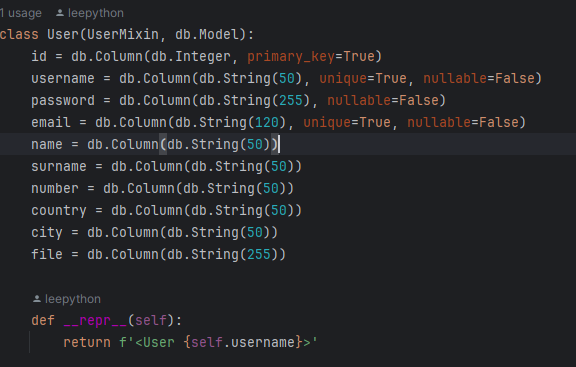 1 usage leepython
class User(UserMixin, db.Model):
    id = db.Column(db.Integer, primary_key=True)
    username = db.Column(db.String(50), unique=True, nullable=False)
    password = db.Column(db.String(255), nullable=False)
    email = db.Column(db.String(120), unique=True, nullable=False)
    name = db.Column(db.String(50))
    surname = db.Column(db.String(50))
    number = db.Column(db.String(50))
    country = db.Column(db.String(50))
    city = db.Column(db.String(50))
    file = db.Column(db.String(255))
    leepython
    def __repr__(self):
        return f'<User {self.username}>'